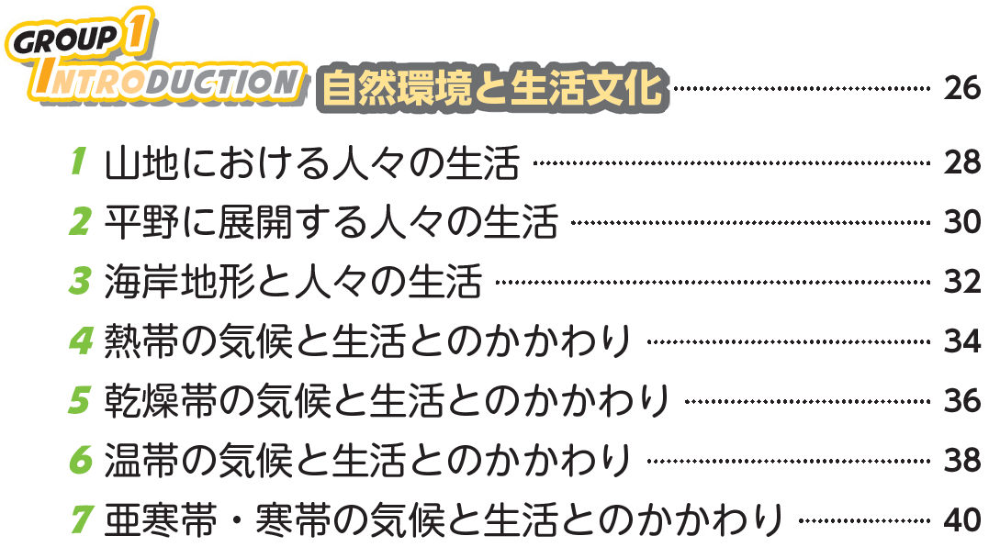 GROUP 1
INTRODUCTION 自然環境と生活文化 26
1 山地における人々の生活 28
2 平野に展開する人々の生活 30
3 海岸地形と人々の生活 32
4 熱帯の気候と生活とのかかわり 34
5 乾燥帯の気候と生活とのかかわり 36
6 温帯の気候と生活とのかかわり 38
7 亜寒帯・寒帯の気候と生活とのかかわり 40